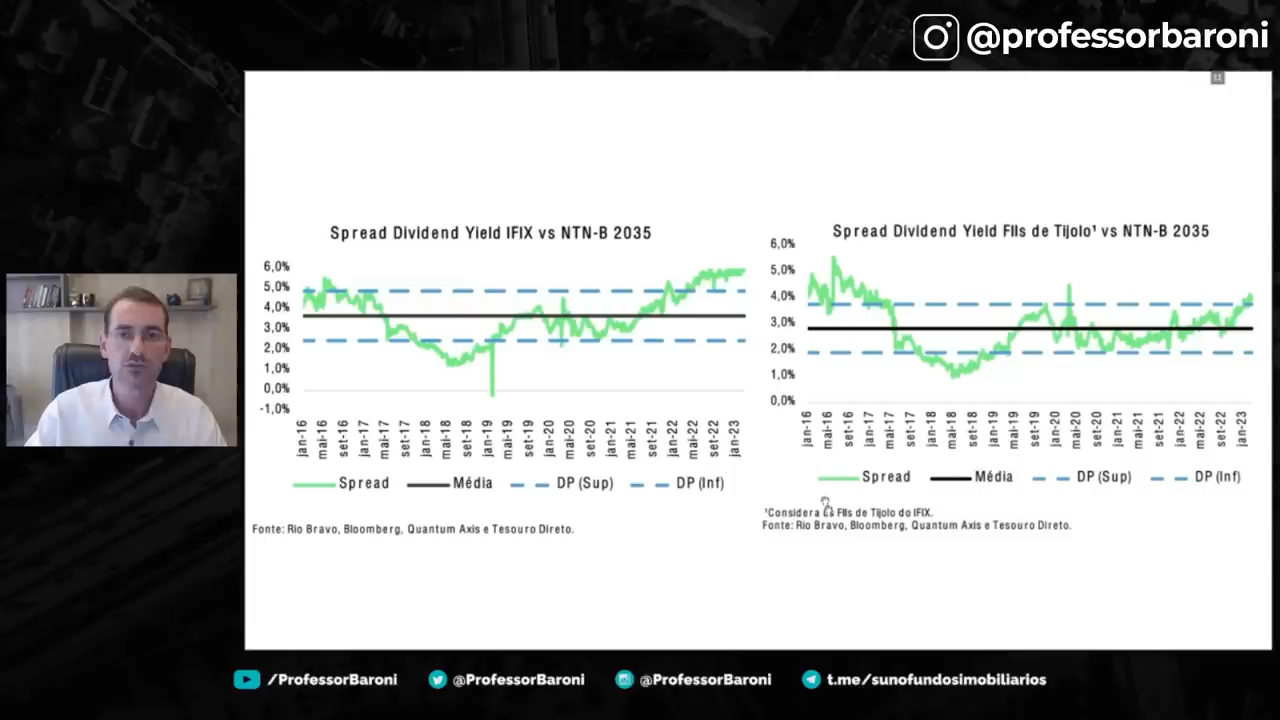 @professorbaroni
Spread Dividend Yield IFIX vs NTN-B 2035
6,0%
5,0%
4,0%
3,0%
2,0%
1,0%
0,0%
-1,0%
jan-16
mai-16
set-16
jan-17
mai-17
set-17
jan-18
mai-18
set-18
jan-19
mai-19
set-19
jan-20
mai-20
set-20
jan-21
mai-21
set-21
jan-22
mai-22
set-22
jan-23
Spread Média DP (Sup) DP (Inf)
Fonte: Rio Bravo, Bloomberg, Quantum Axis e Tesouro Direto.
Spread Dividend Yield FIIs de Tijolo¹ vs NTN-B 2035
6,0%
5,0%
4,0%
3,0%
2,0%
1,0%
0,0%
jan-16
mai-16
set-16
jan-17
mai-17
set-17
jan-18
mai-18
set-18
jan-19
mai-19
set-19
jan-20
mai-20
set-20
jan-21
mai-21
set-21
jan-22
mai-22
set-22
jan-23
Spread Média DP (Sup) DP (Inf)
¹Considera FIIs de Tijolo do IFIX.
Fonte: Rio Bravo, Bloomberg, Quantum Axis e Tesouro Direto.
/ProfessorBaroni @ProfessorBaroni @ProfessorBaroni t.me/sunofundosimobiliarios